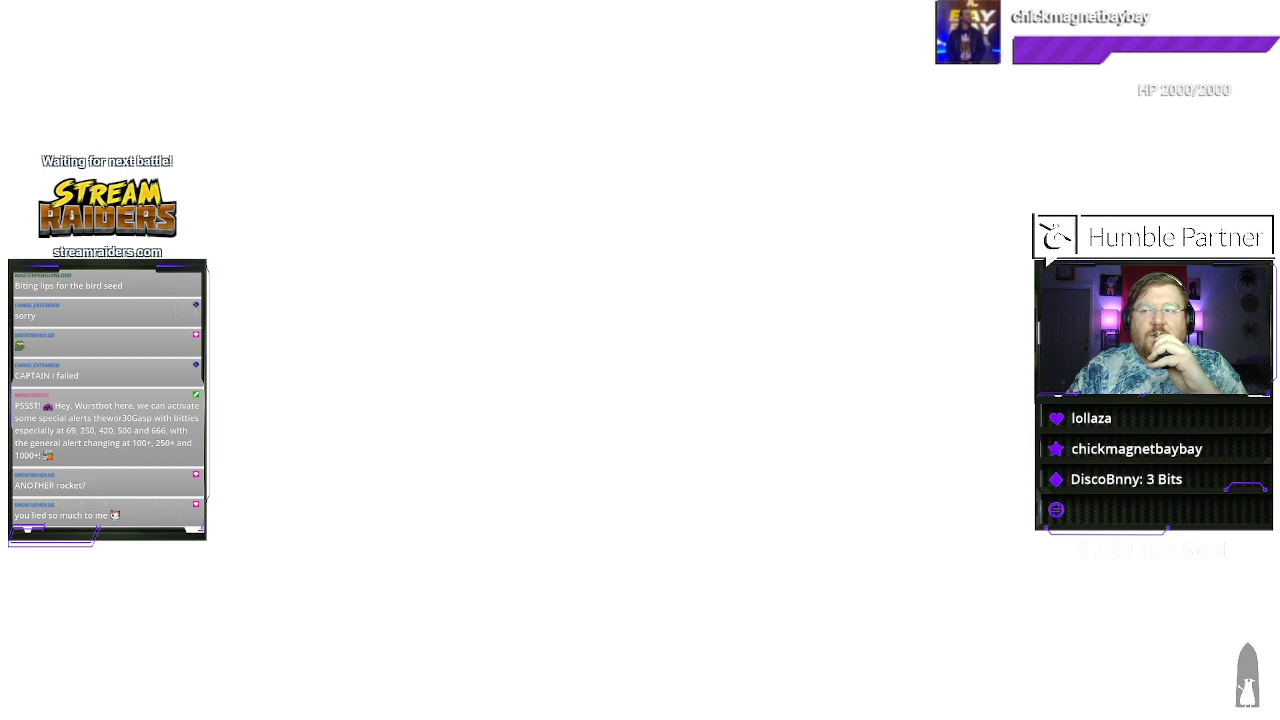 chickmagnetbaybay
HP 2000/2000
Waiting for next battle!
STREAM
RAIDERS
streamraiders.com
MASTERPENGUINLORD
Biting lips for the bird seed
FANCI_EXTENDED
sorry
CAPTAIN i failed
PSSST! Hey, Wurstbot here, we can activate
some special alerts thewor30Gasp with bitties
especially at 69, 250, 420, 500 and 666, with
the general alert changing at 100+, 250+ and
1000+!
ANOTHER rocket?
you lied so much to me
Humble Partner
lollaza
chickmagnetbaybay
DiscoBnny: 3 Bits